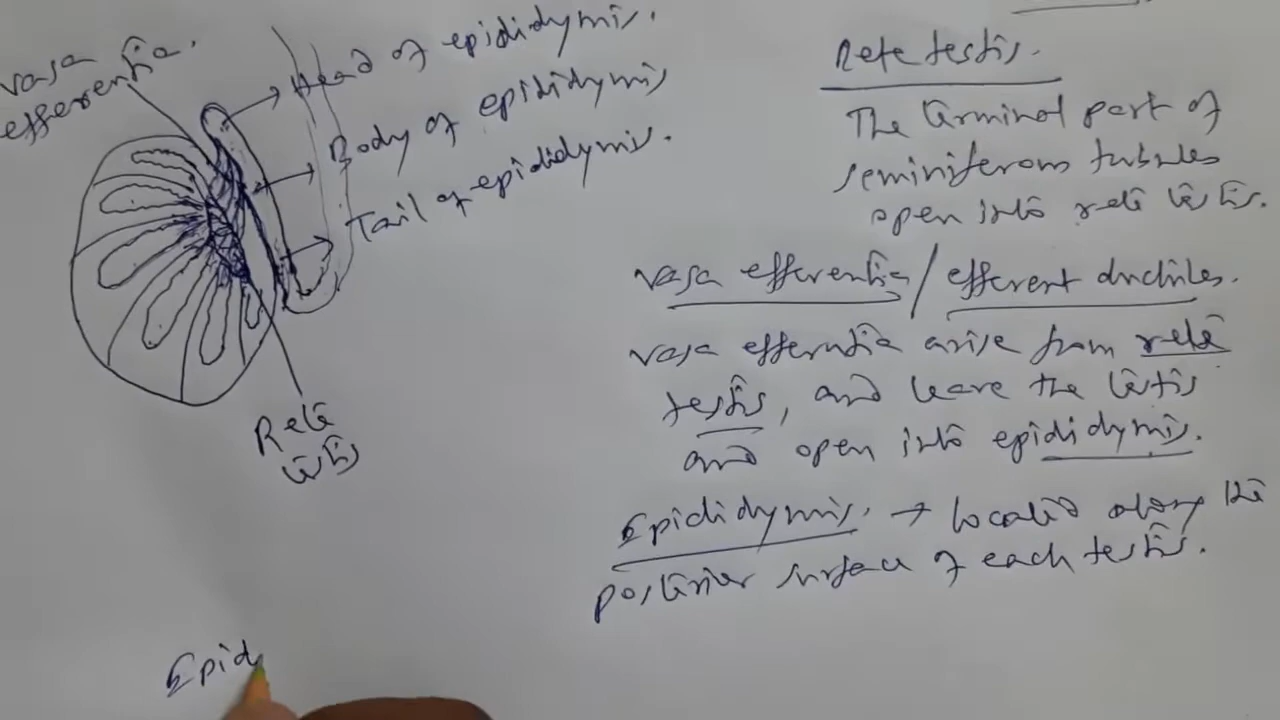 vasa
efferentia.
Head of epididymis.
Body of epididymis
Tail of epididymis.
Rete
testis
Rete testis.
The terminal part of
seminiferous tubules
open into rete testis.
vasa efferentia / efferent ductules.
vasa efferentia arise from rete
testis, and leave the testis
and open into epididymis.
Epididymis. → located along the
posterior surface of each testis.
Epid